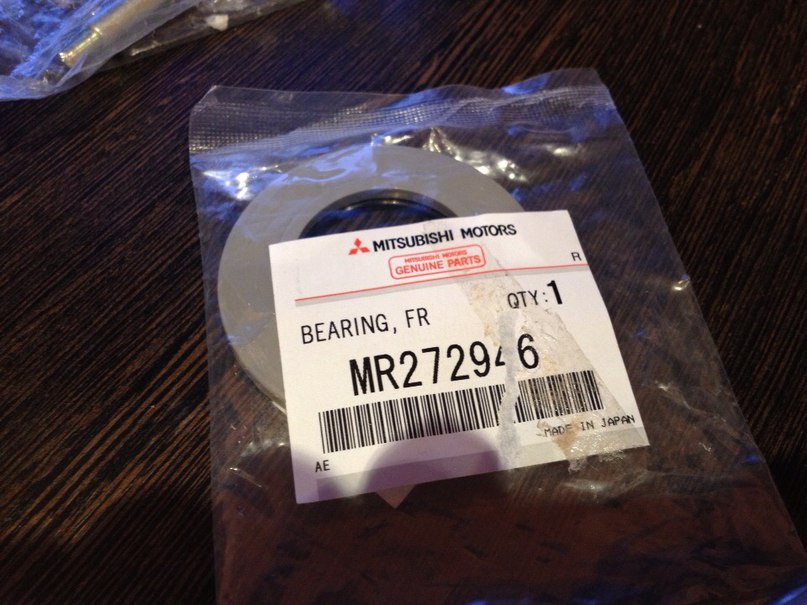 MITSUBISHI MOTORS
MITSUBISHI MOTORS
GENUINE PARTS
R
QTY:1
BEARING, FR
MR272946
MADE IN JAPAN
AE